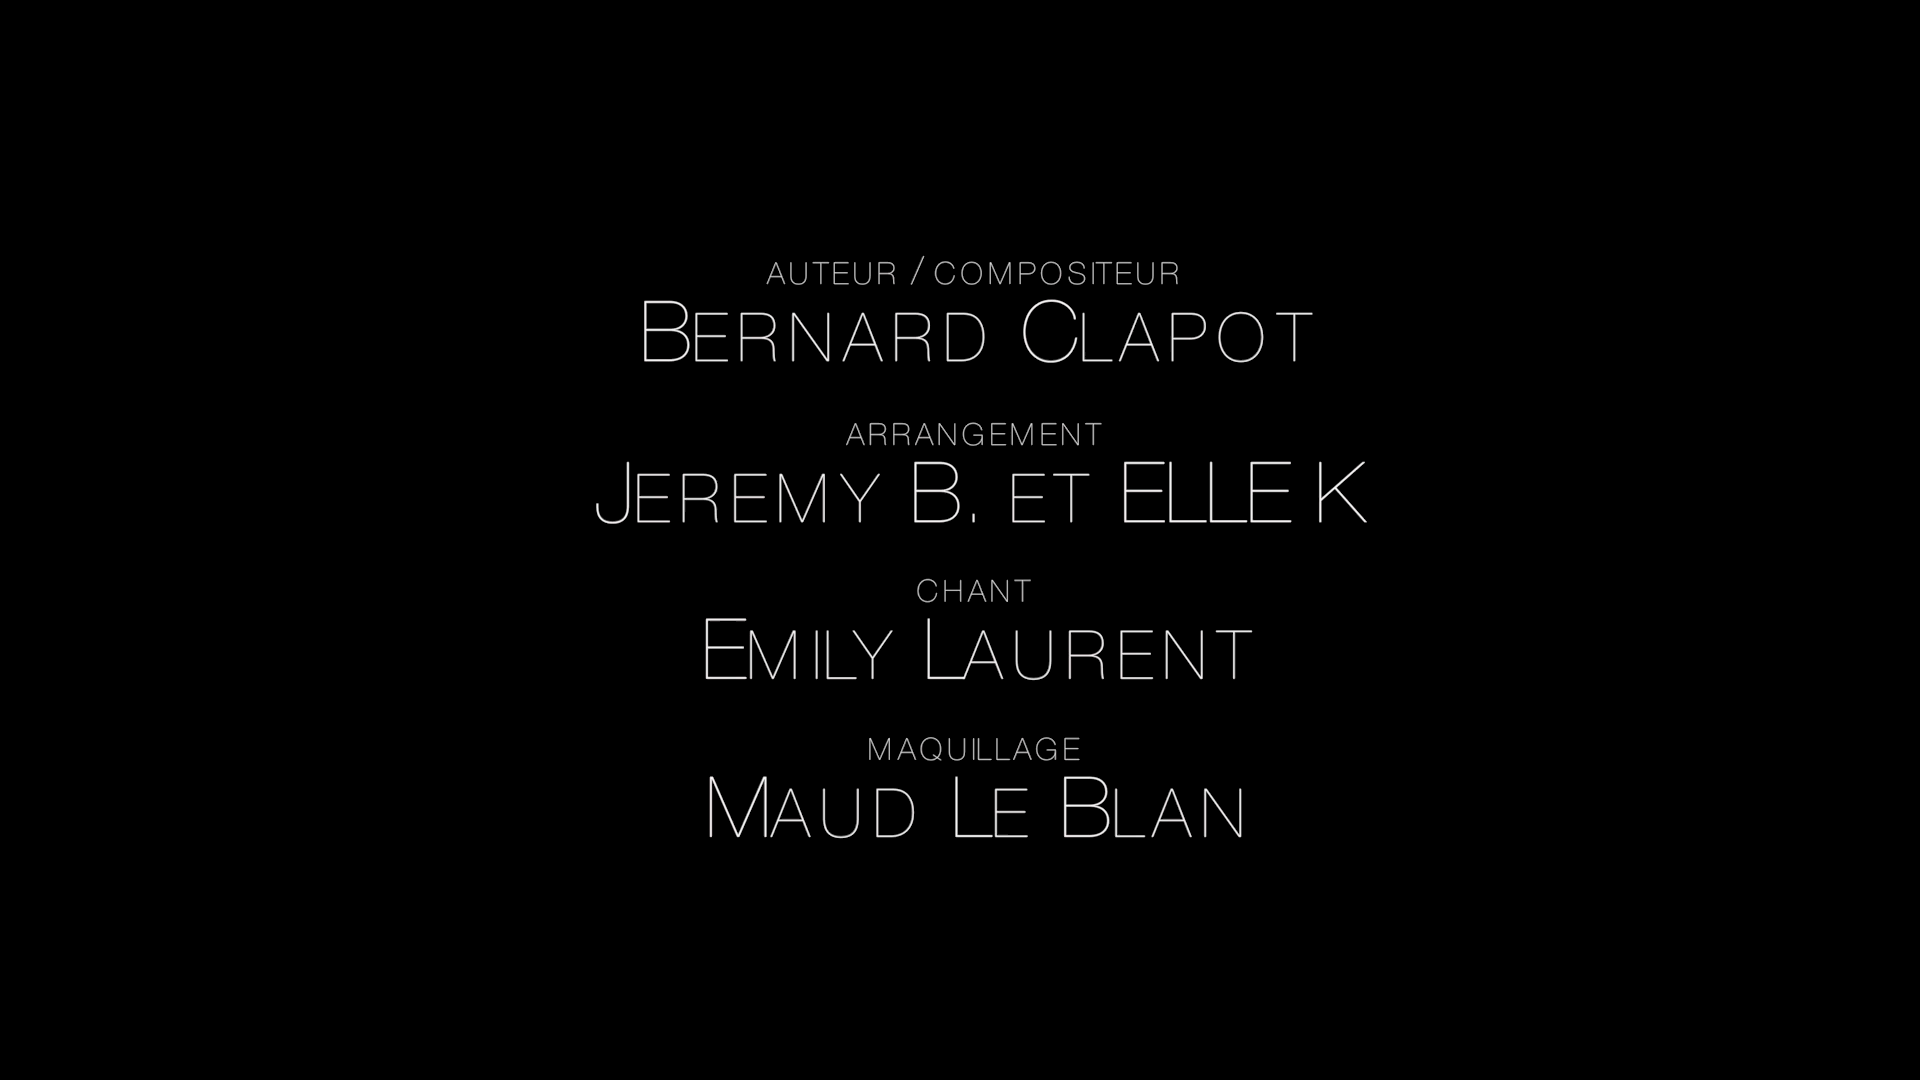 AUTEUR / COMPOSITEUR
BERNARD CLAPOT
ARRANGEMENT
JEREMY B. ET ELLE K
CHANT
EMILY LAURENT
MAQUILLAGE
MAUD LE BLAN